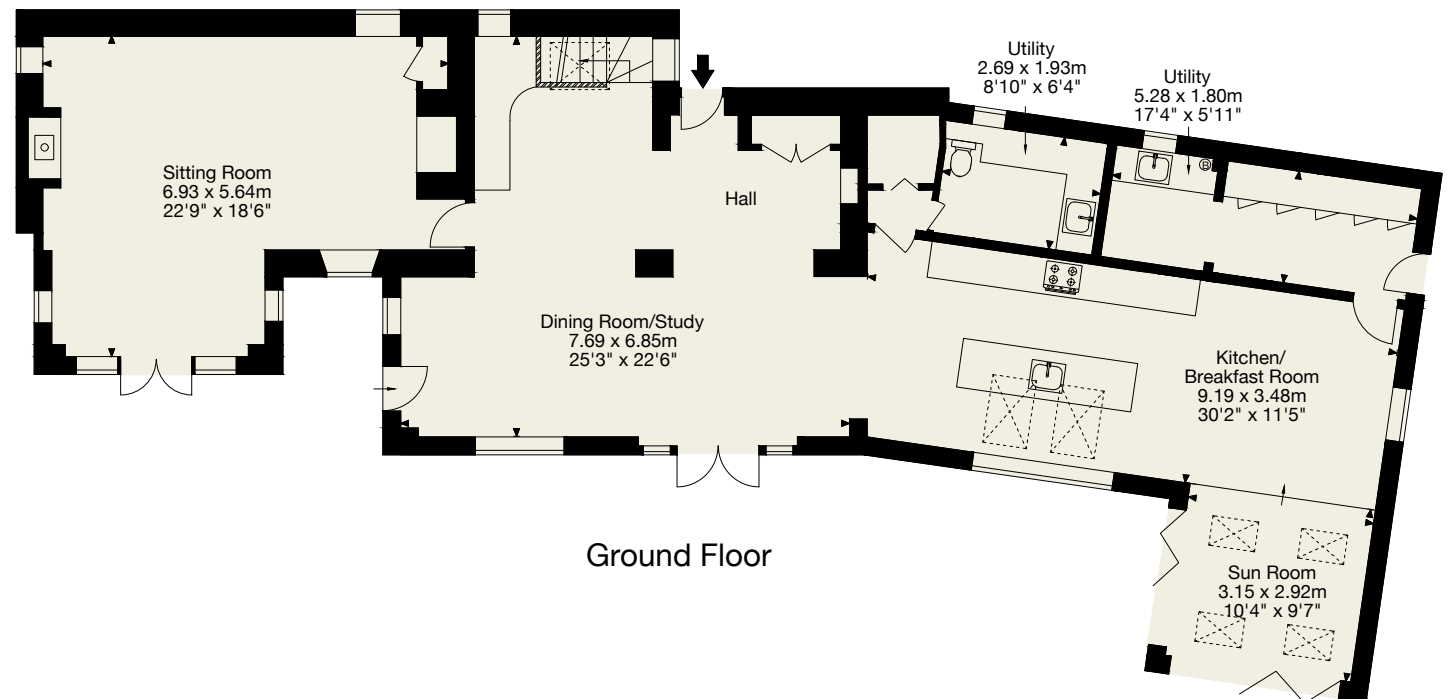 Utility
2.69 x 1.93m
8'10" x 6'4"
Utility
5.28 x 1.80m
17'4" x 5'11"
Sitting Room
6.93 x 5.64m
22'9" x 18'6"
Hall
Dining Room/Study
7.69 x 6.85m
25'3" x 22'6"
Kitchen/
Breakfast Room
9.19 x 3.48m
30'2" x 11'5"
Ground Floor
Sun Room
3.15 x 2.92m
10'4" x 9'7"